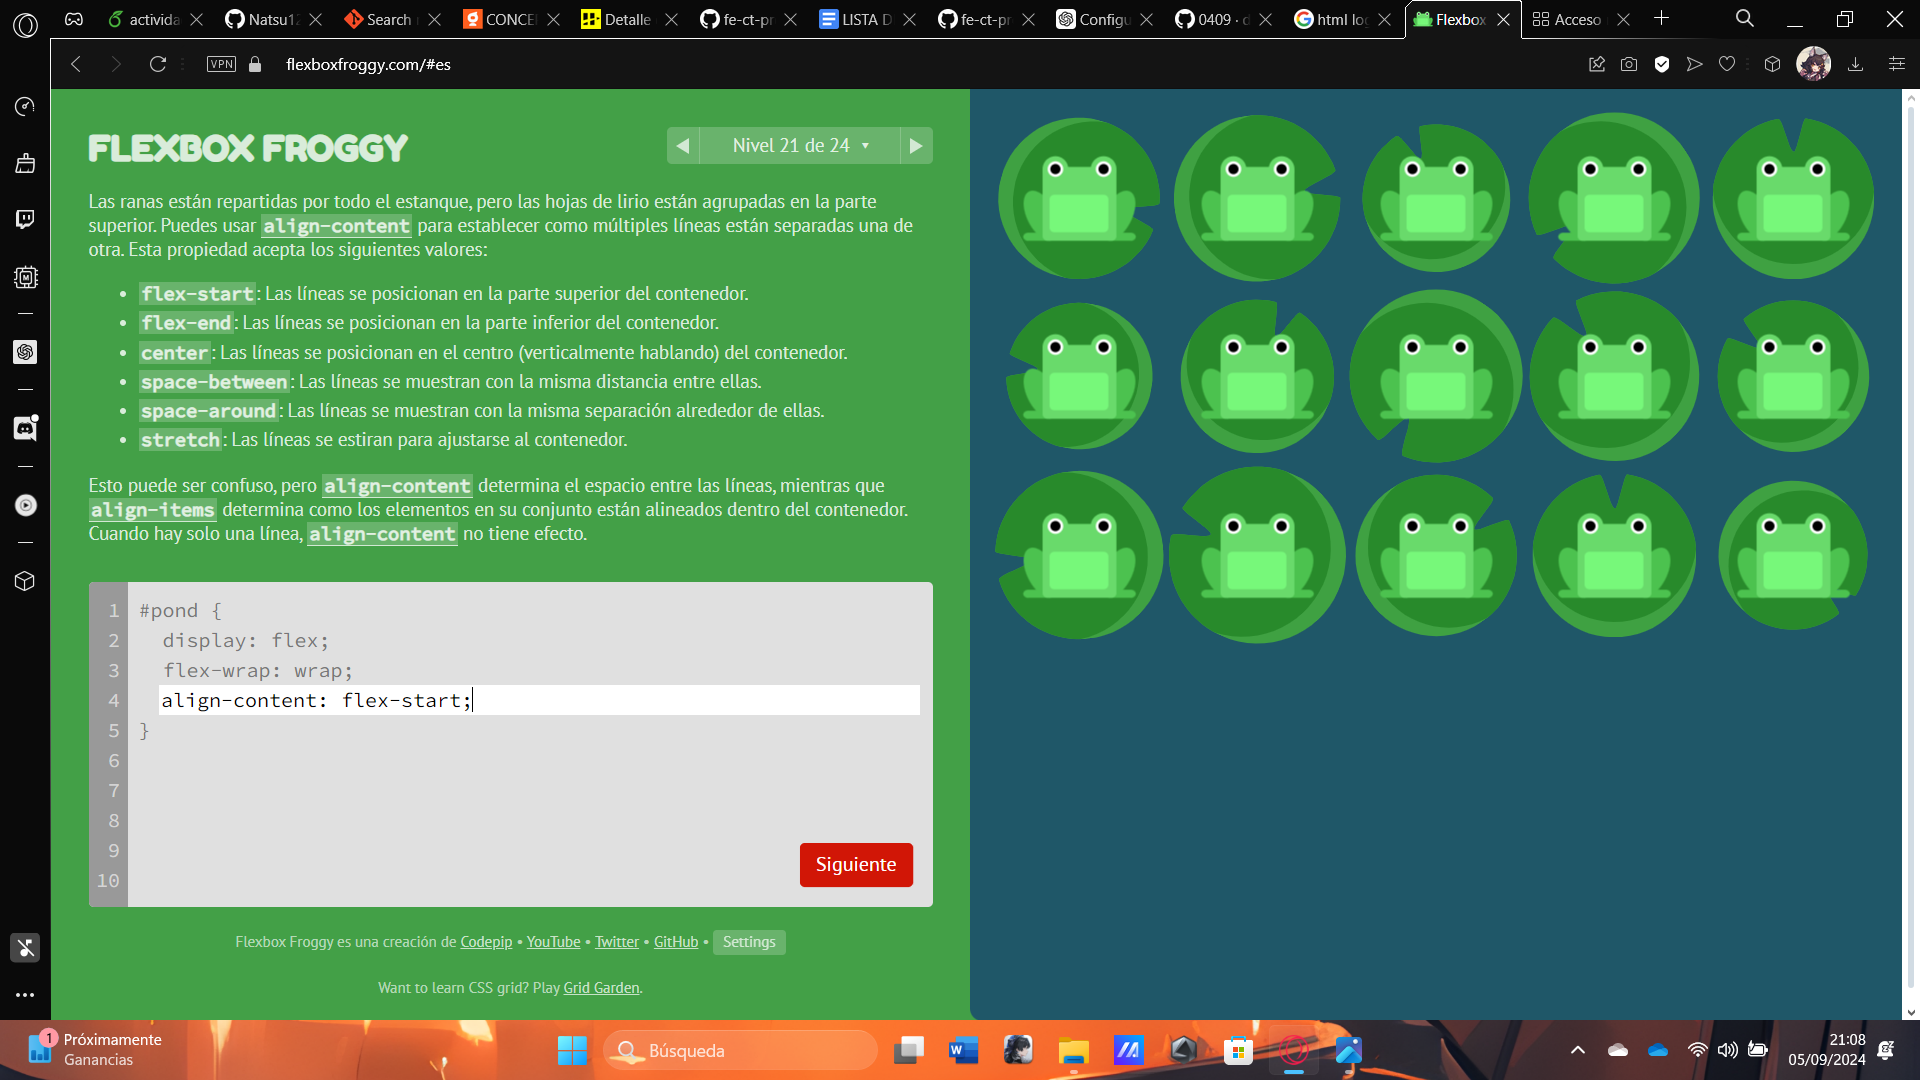 activida
Natsu12
Search
CONCE
Detalle
fe-ct-pr
LISTA D
fe-ct-pr
Configu
0409 · d
html log
Flexbox
Acceso
VPN
flexboxfroggy.com/#es
FLEXBOX FROGGY
Nivel 21 de 24 ▾
Las ranas están repartidas por todo el estanque, pero las hojas de lirio están agrupadas en la parte
superior. Puedes usar align-content para establecer como múltiples líneas están separadas una de
otra. Esta propiedad acepta los siguientes valores:
• flex-start: Las líneas se posicionan en la parte superior del contenedor.
• flex-end: Las líneas se posicionan en la parte inferior del contenedor.
• center: Las líneas se posicionan en el centro (verticalmente hablando) del contenedor.
• space-between: Las líneas se muestran con la misma distancia entre ellas.
• space-around: Las líneas se muestran con la misma separación alrededor de ellas.
• stretch: Las líneas se estiran para ajustarse al contenedor.
Esto puede ser confuso, pero align-content determina el espacio entre las líneas, mientras que
align-items determina como los elementos en su conjunto están alineados dentro del contenedor.
Cuando hay solo una línea, align-content no tiene efecto.
1 #pond {
2 display: flex;
3 flex-wrap: wrap;
4 align-content: flex-start;
5 }
6
7
8
9
10
Siguiente
Flexbox Froggy es una creación de Codepip • YouTube • Twitter • GitHub • Settings
Want to learn CSS grid? Play Grid Garden.
1
Próximamente
Ganancias
Búsqueda
21:08
05/09/2024